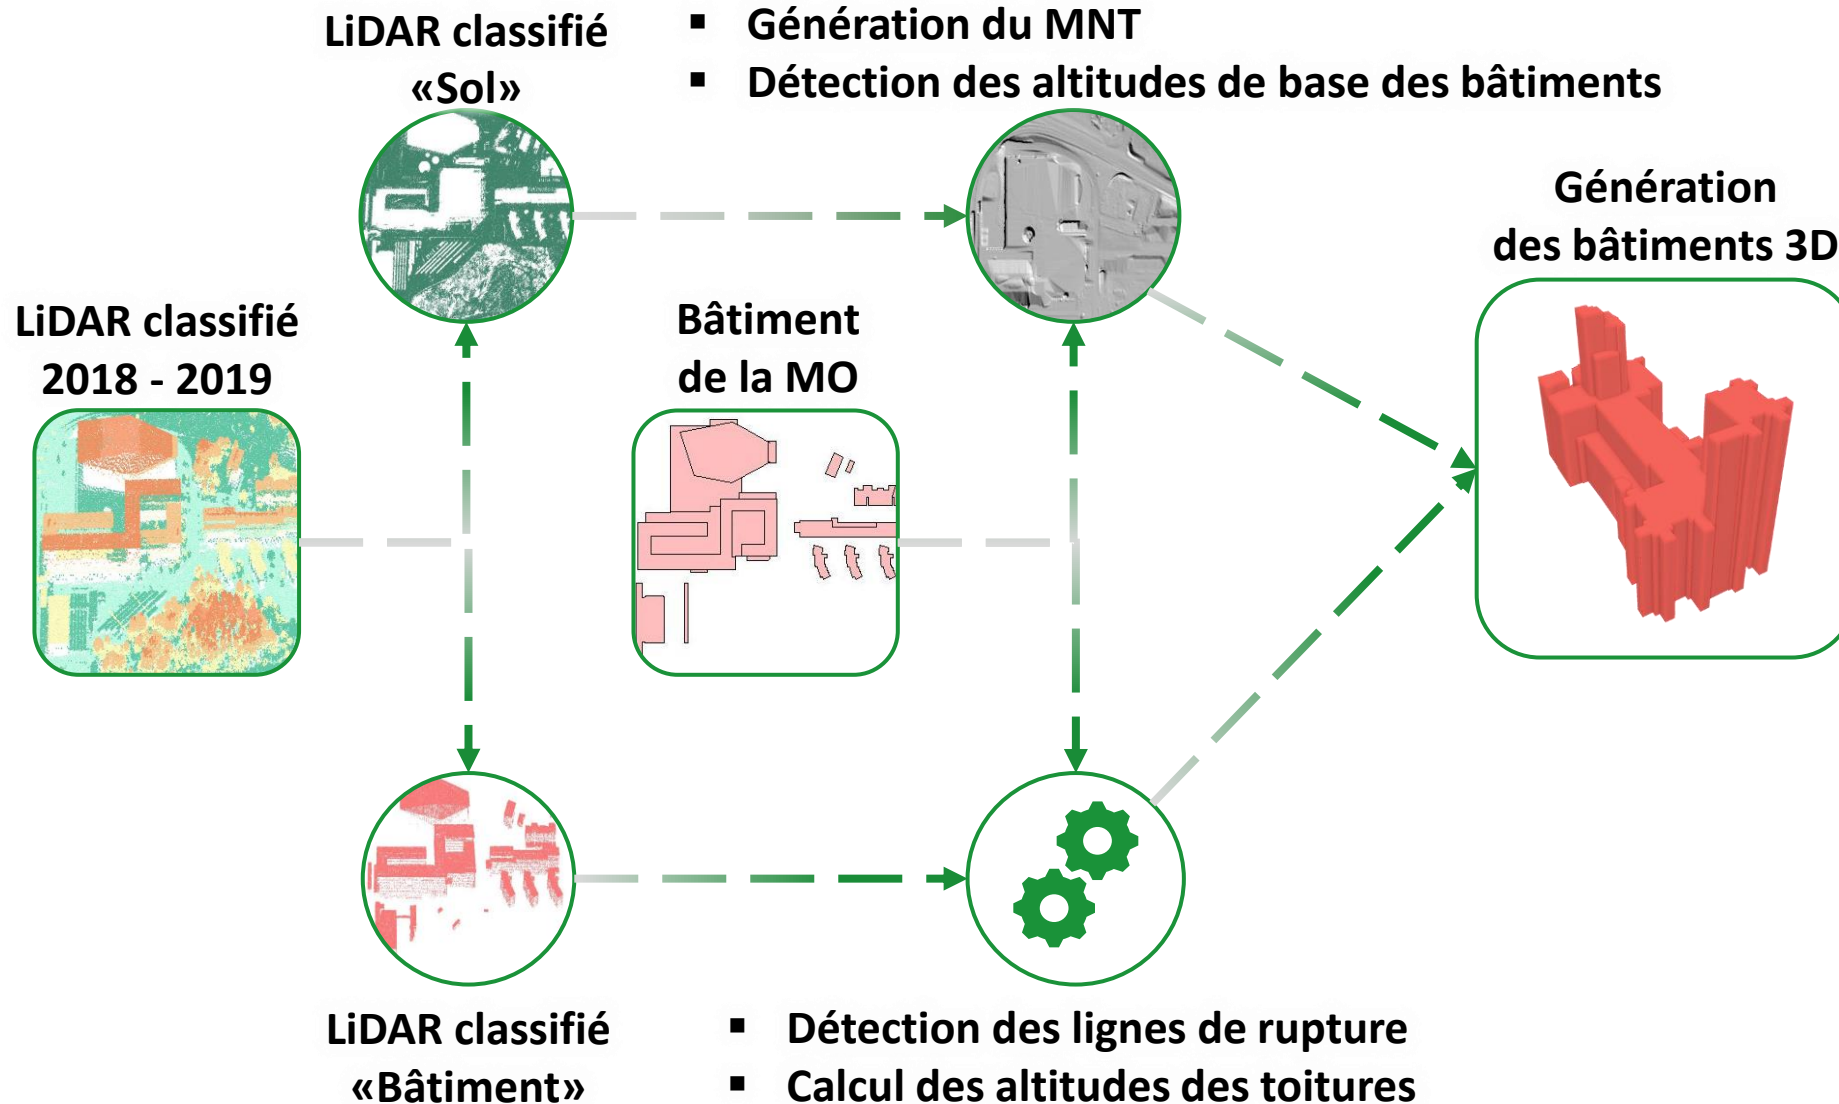 LiDAR classifié
«Sol»
▪ Génération du MNT
▪ Détection des altitudes de base des bâtiments
Génération
des bâtiments 3D
LiDAR classifié
2018 - 2019
Bâtiment
de la MO
LiDAR classifié
«Bâtiment»
▪ Détection des lignes de rupture
▪ Calcul des altitudes des toitures